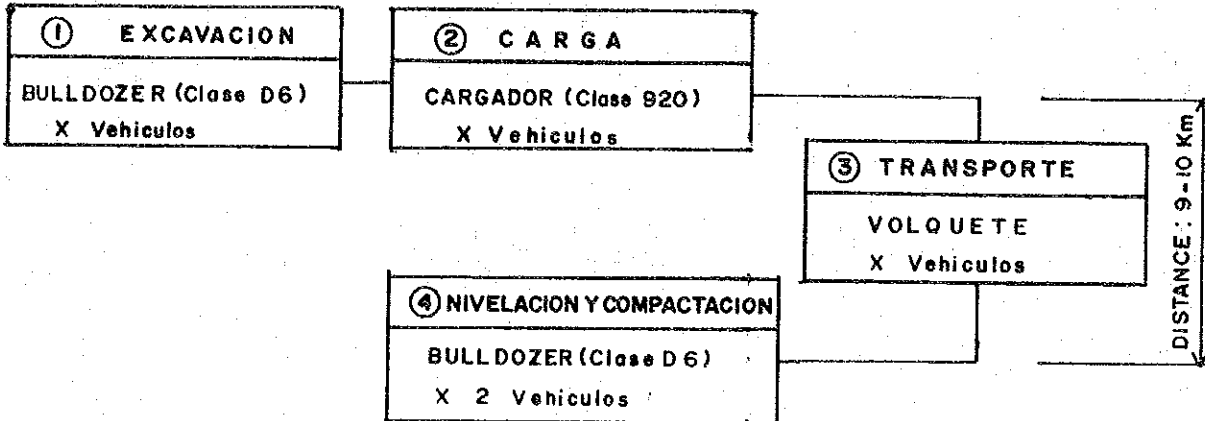 ① EXCAVACION
BULLDOZER (Clase D6)
X Vehiculos
② CARGA
CARGADOR (Clase 920)
X Vehiculos
③ TRANSPORTE
VOLQUETE
X Vehiculos
DISTANCE: 9-10 Km
④ NIVELACION Y COMPACTACION
BULLDOZER (Clase D6)
X 2 Vehiculos